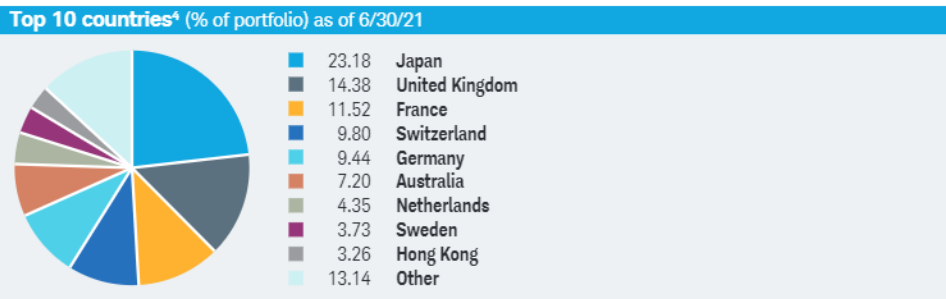 Top 10 countries⁴ (% of portfolio) as of 6/30/21
23.18 Japan
14.38 United Kingdom
11.52 France
9.80 Switzerland
9.44 Germany
7.20 Australia
4.35 Netherlands
3.73 Sweden
3.26 Hong Kong
13.14 Other